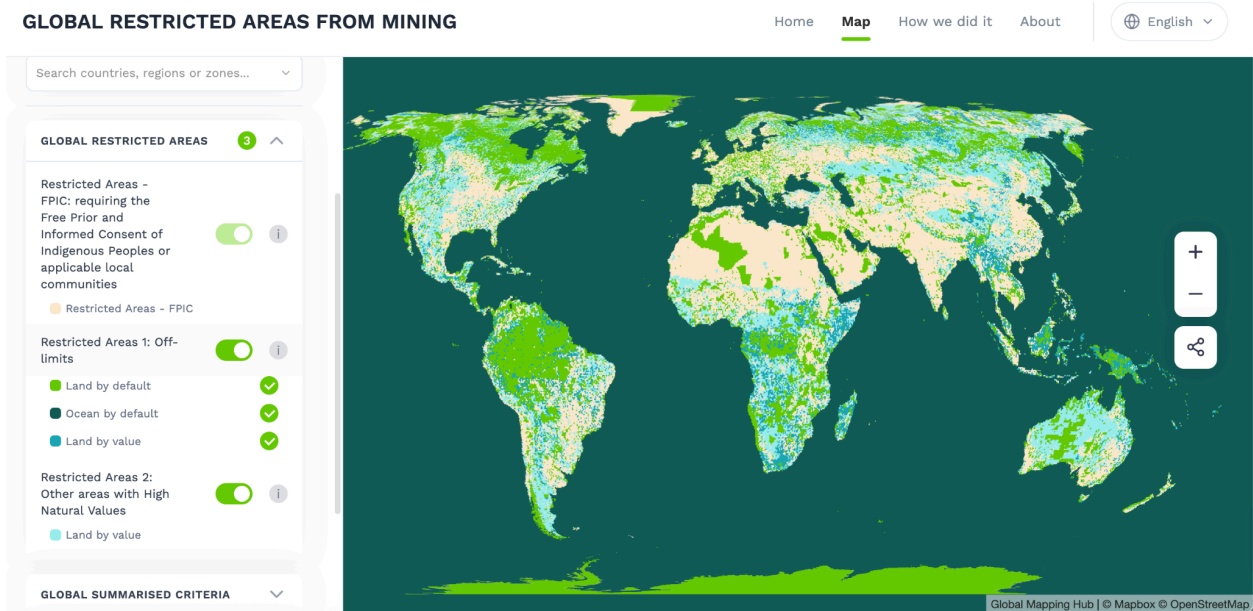 GLOBAL RESTRICTED AREAS FROM MINING
Home
Map
How we did it
About
English
Search countries, regions or zones...
GLOBAL RESTRICTED AREAS
3
Restricted Areas -
FPIC: requiring the
Free Prior and
Informed Consent of
Indigenous Peoples or
applicable local
communities
i
Restricted Areas - FPIC
Restricted Areas 1: Off-
limits
i
Land by default
Ocean by default
Land by value
Restricted Areas 2:
Other areas with High
Natural Values
i
Land by value
GLOBAL SUMMARISED CRITERIA
+
−
Global Mapping Hub | © Mapbox © OpenStreetMap